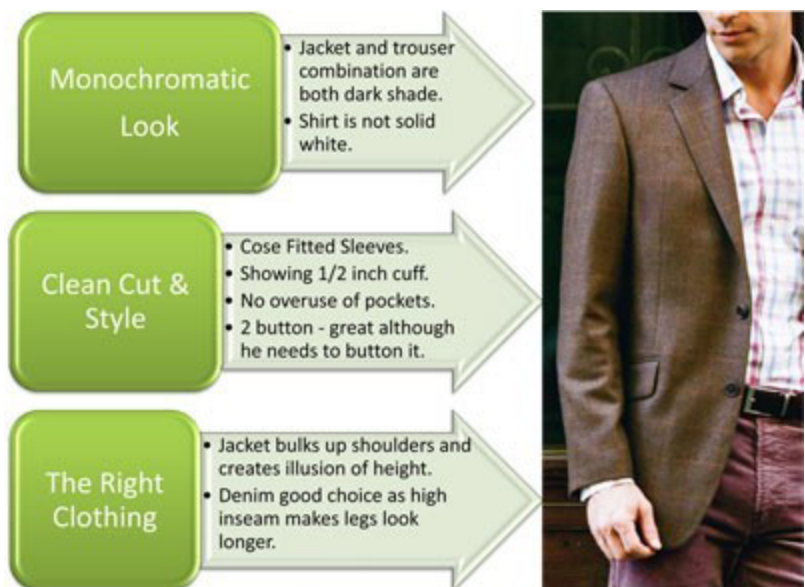 Monochromatic
Look
• Jacket and trouser
combination are
both dark shade.
• Shirt is not solid
white.
Clean Cut &
Style
• Cose Fitted Sleeves.
• Showing 1/2 inch cuff.
• No overuse of pockets.
• 2 button - great although
he needs to button it.
The Right
Clothing
• Jacket bulks up shoulders and
creates illusion of height.
• Denim good choice as high
inseam makes legs look
longer.